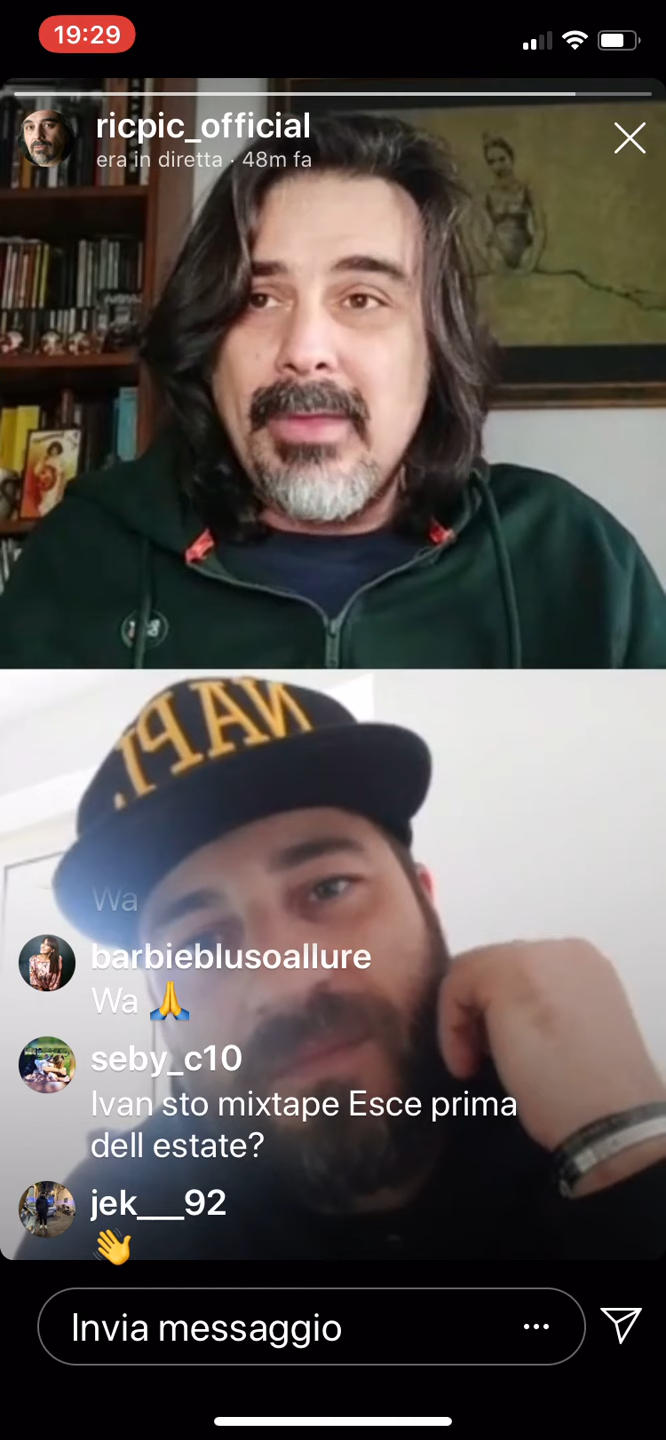 19:29
ricpic_official
era in diretta · 48m fa
NAPL
Wa
barbieblusoallure
Wa 🙏
seby_c10
Ivan sto mixtape Esce prima
dell estate?
jek___92
👋
Invia messaggio